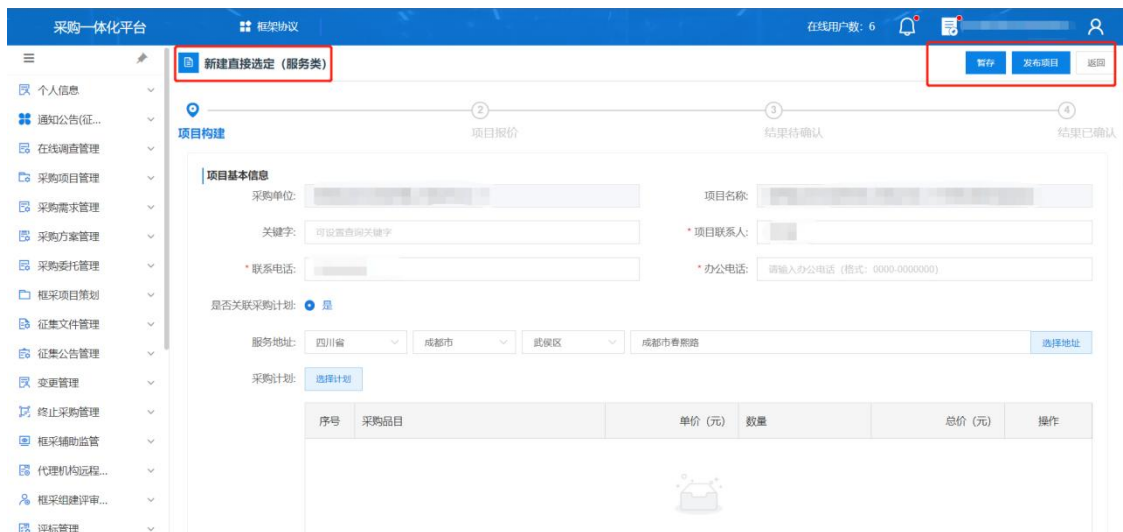 采购一体化平台 框架协议 在线用户数: 6
新建直接选定（服务类） 暂存 发布项目 返回
个人信息
通知公告(征...
在线调查管理
采购项目管理
采购需求管理
采购方案管理
采购委托管理
框采项目策划
征集文件管理
征集公告管理
变更管理
终止采购管理
框采辅助监管
代理机构远程...
框采组建评审...
评标管理
2 3 4
项目构建 项目报价 结果待确认 结果已确认
项目基本信息
采购单位: 项目名称:
关键字: 可设置查询关键字 * 项目联系人:
* 联系电话: * 办公电话: 请输入办公电话（格式：0000-0000000）
是否关联采购计划: 是
服务地址: 四川省 成都市 武侯区 成都市春熙路 选择地址
采购计划: 选择计划
序号 采购品目 单价（元） 数量 总价（元） 操作